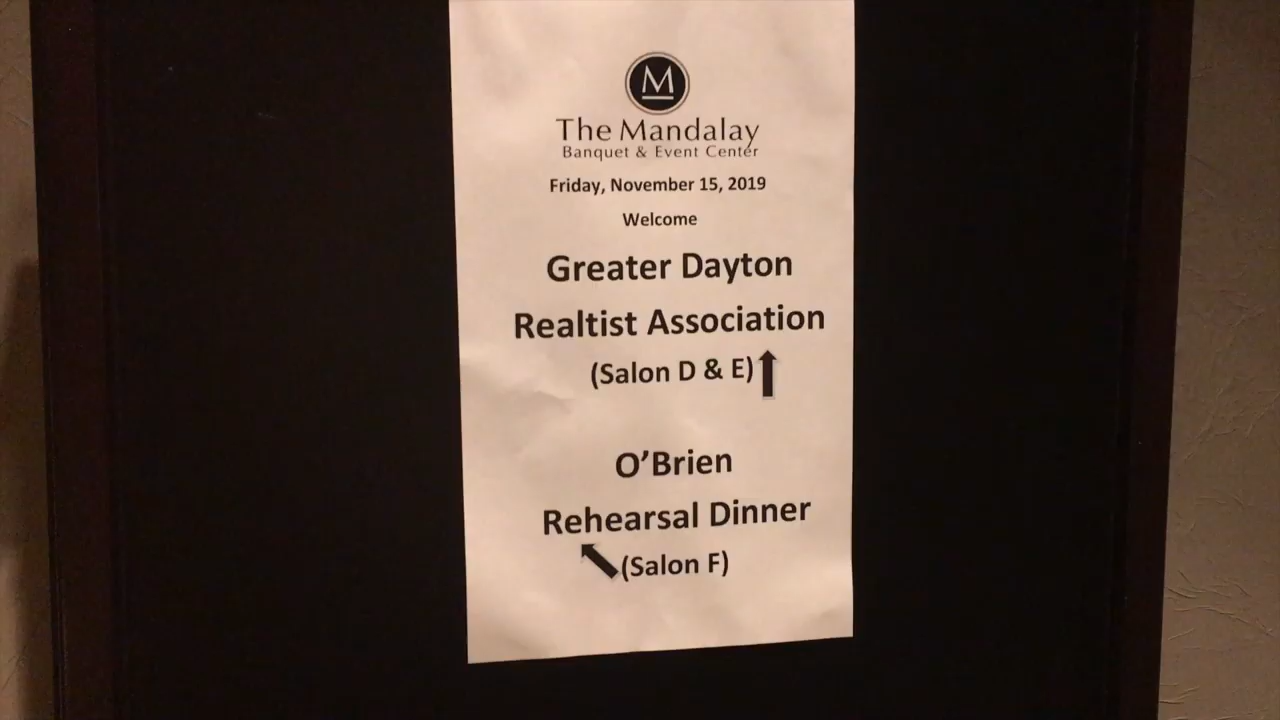 M
The Mandalay
Banquet & Event Center
Friday, November 15, 2019
Welcome
Greater Dayton
Realtist Association
(Salon D & E)
O’Brien
Rehearsal Dinner
(Salon F)